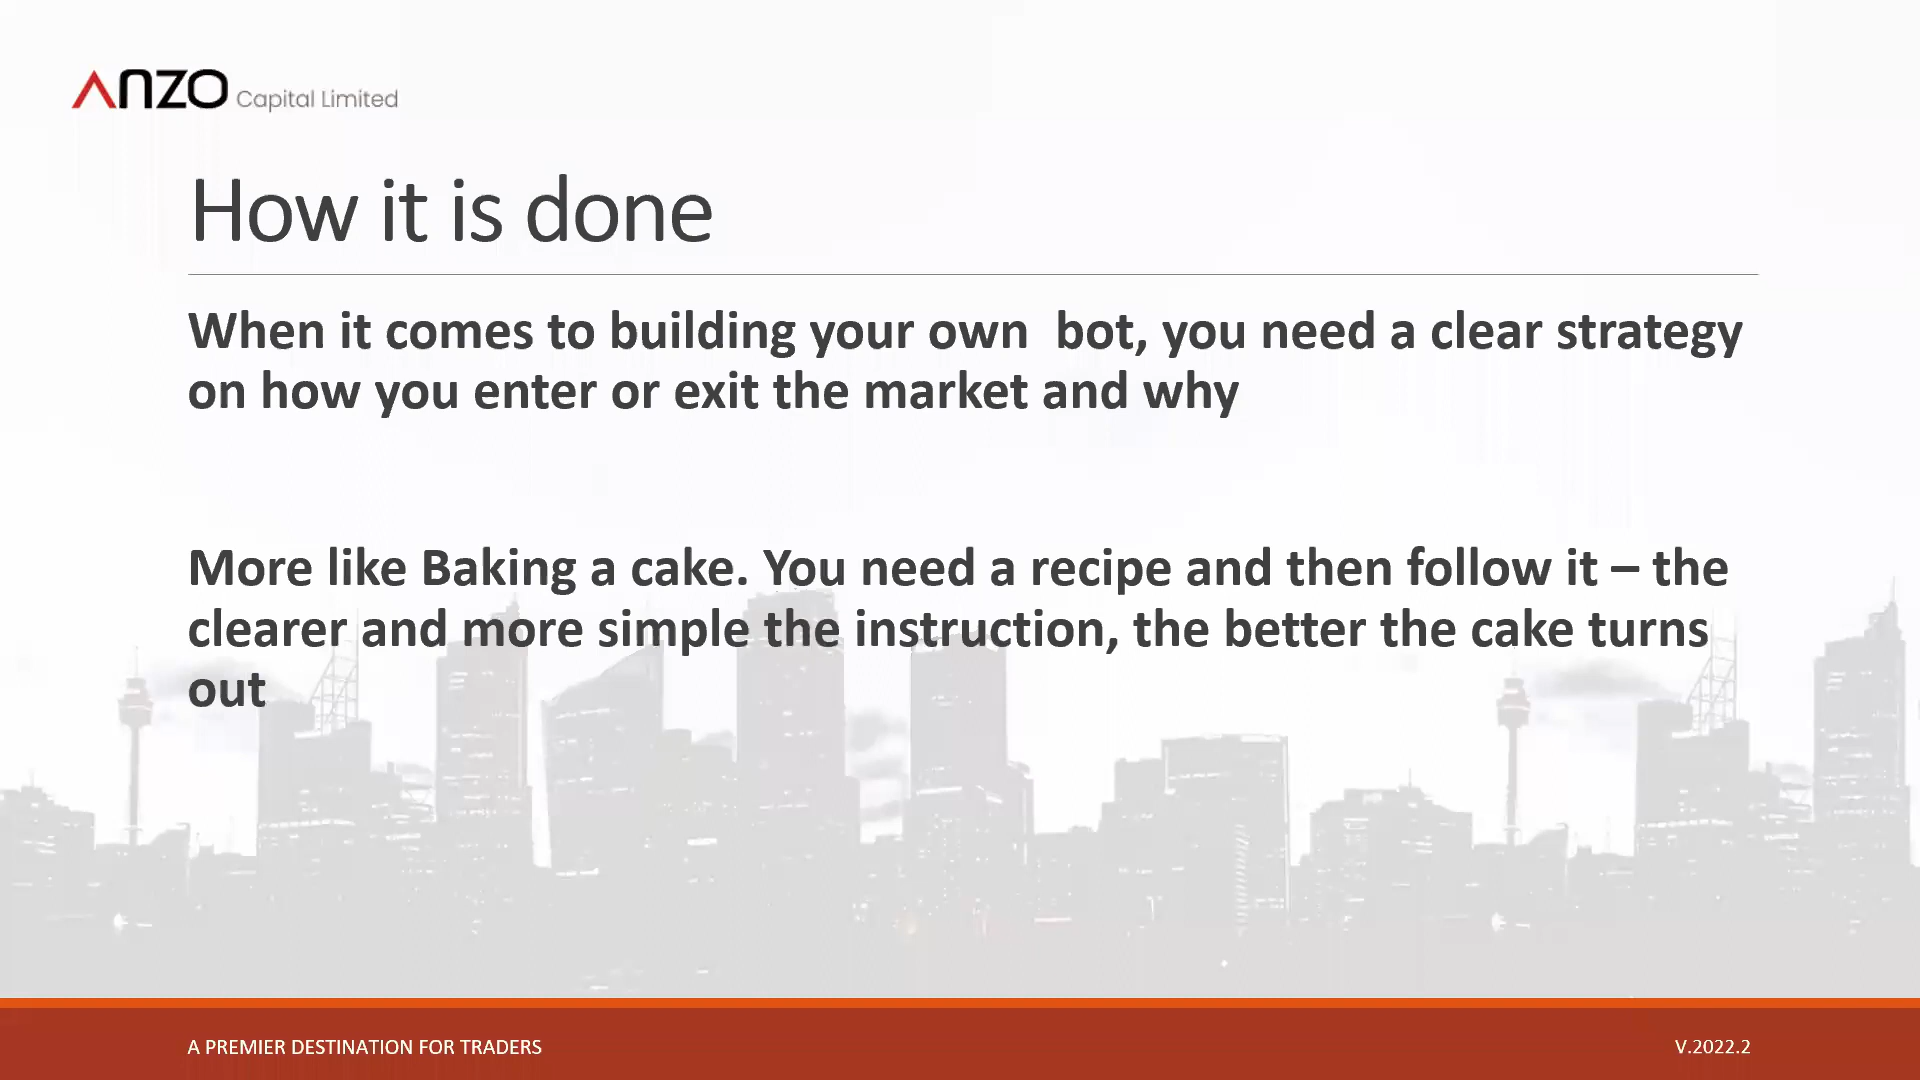 ANZO Capital Limited
How it is done
When it comes to building your own  bot, you need a clear strategy
on how you enter or exit the market and why
More like Baking a cake. You need a recipe and then follow it – the
clearer and more simple the instruction, the better the cake turns
out
A PREMIER DESTINATION FOR TRADERS
V.2022.2